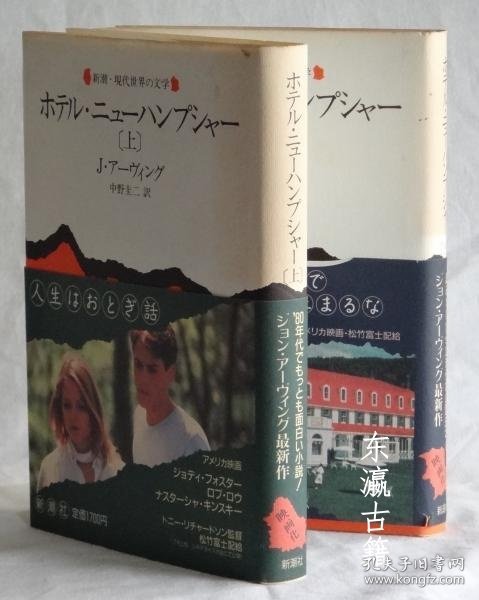 新潮・現代世界の文学
ホテル・ニューハンプシャー
〔上〕
J・アーヴィング
中野圭二 訳
人生はおとぎ話
アメリカ映画
ジョディ・フォスター
ロブ・ロウ
ナスターシャ・キンスキー
トニー・リチャードソン監督
松竹富士配給
新潮社
定価1700円
ホテル・ニューハンプシャー〔上〕
'80年代でもっとも面白い小説!
ジョン・アーヴィング最新作
映画化
新潮社
ンプシャー
で
まるな
メリカ映画・松竹富士配給
ジョン・アーヴィング最新作
东瀛古籍
孔夫子旧书网
kongfz.com